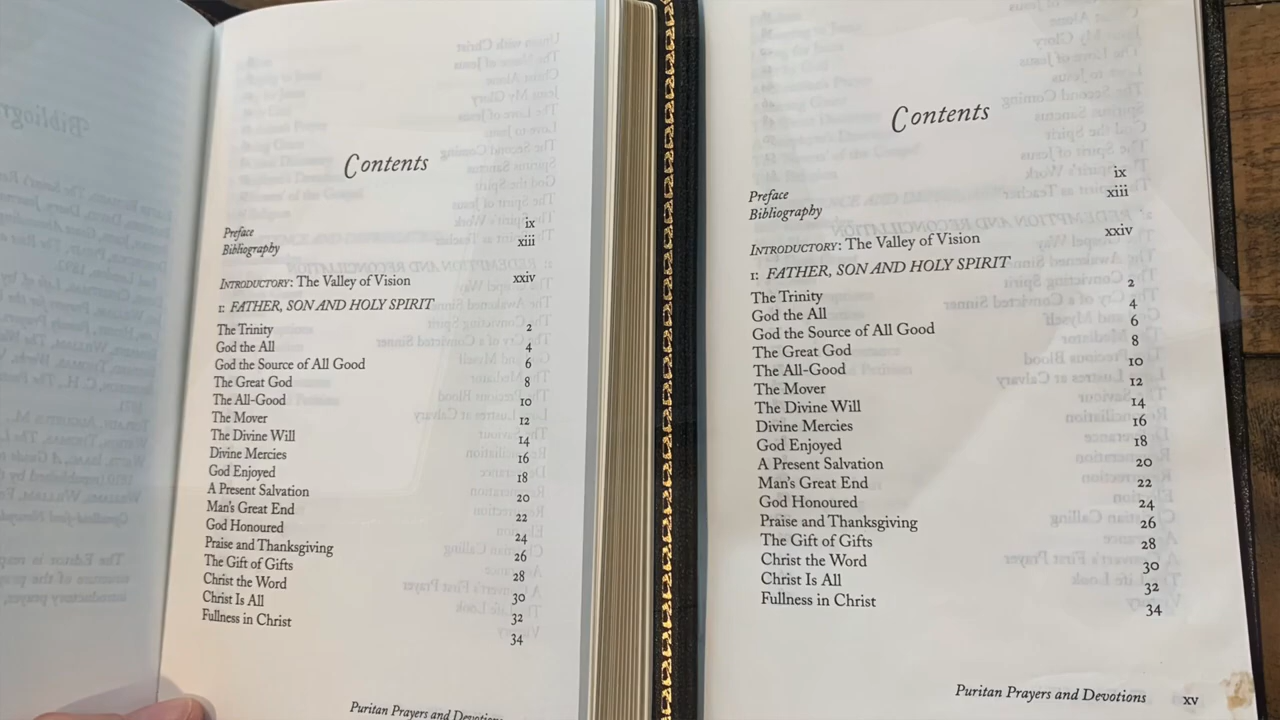 Contents
Preface ix
Bibliography xiii
INTRODUCTORY: The Valley of Vision xxiv
1: FATHER, SON AND HOLY SPIRIT
The Trinity 2
God the All 4
God the Source of All Good 6
The Great God 8
The All-Good 10
The Mover 12
The Divine Will 14
Divine Mercies 16
God Enjoyed 18
A Present Salvation 20
Man's Great End 22
God Honoured 24
Praise and Thanksgiving 26
The Gift of Gifts 28
Christ the Word 30
Christ Is All 32
Fullness in Christ 34
Puritan Prayers and
Contents
Preface ix
Bibliography xiii
INTRODUCTORY: The Valley of Vision xxiv
1: FATHER, SON AND HOLY SPIRIT
The Trinity 2
God the All 4
God the Source of All Good 6
The Great God 8
The All-Good 10
The Mover 12
The Divine Will 14
Divine Mercies 16
God Enjoyed 18
A Present Salvation 20
Man's Great End 22
God Honoured 24
Praise and Thanksgiving 26
The Gift of Gifts 28
Christ the Word 30
Christ Is All 32
Fullness in Christ 34
Puritan Prayers and Devotions xv